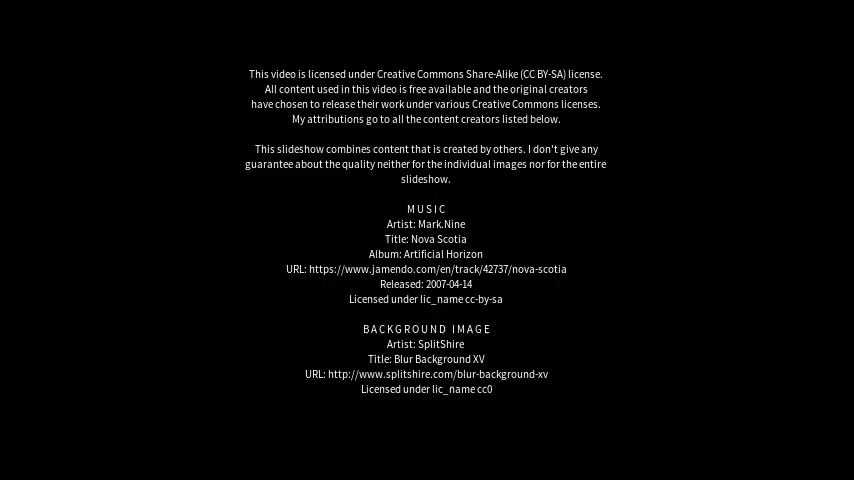 This video is licensed under Creative Commons Share-Alike (CC BY-SA) license.
All content used in this video is free available and the original creators
have chosen to release their work under various Creative Commons licenses.
My attributions go to all the content creators listed below.
This slideshow combines content that is created by others. I don't give any
guarantee about the quality neither for the individual images nor for the entire
slideshow.
MUSIC
Artist: Mark.Nine
Title: Nova Scotia
Album: Artificial Horizon
URL: https://www.jamendo.com/en/track/42737/nova-scotia
Released: 2007-04-14
Licensed under lic_name cc-by-sa
BACKGROUND IMAGE
Artist: SplitShire
Title: Blur Background XV
URL: http://www.splitshire.com/blur-background-xv
Licensed under lic_name cc0